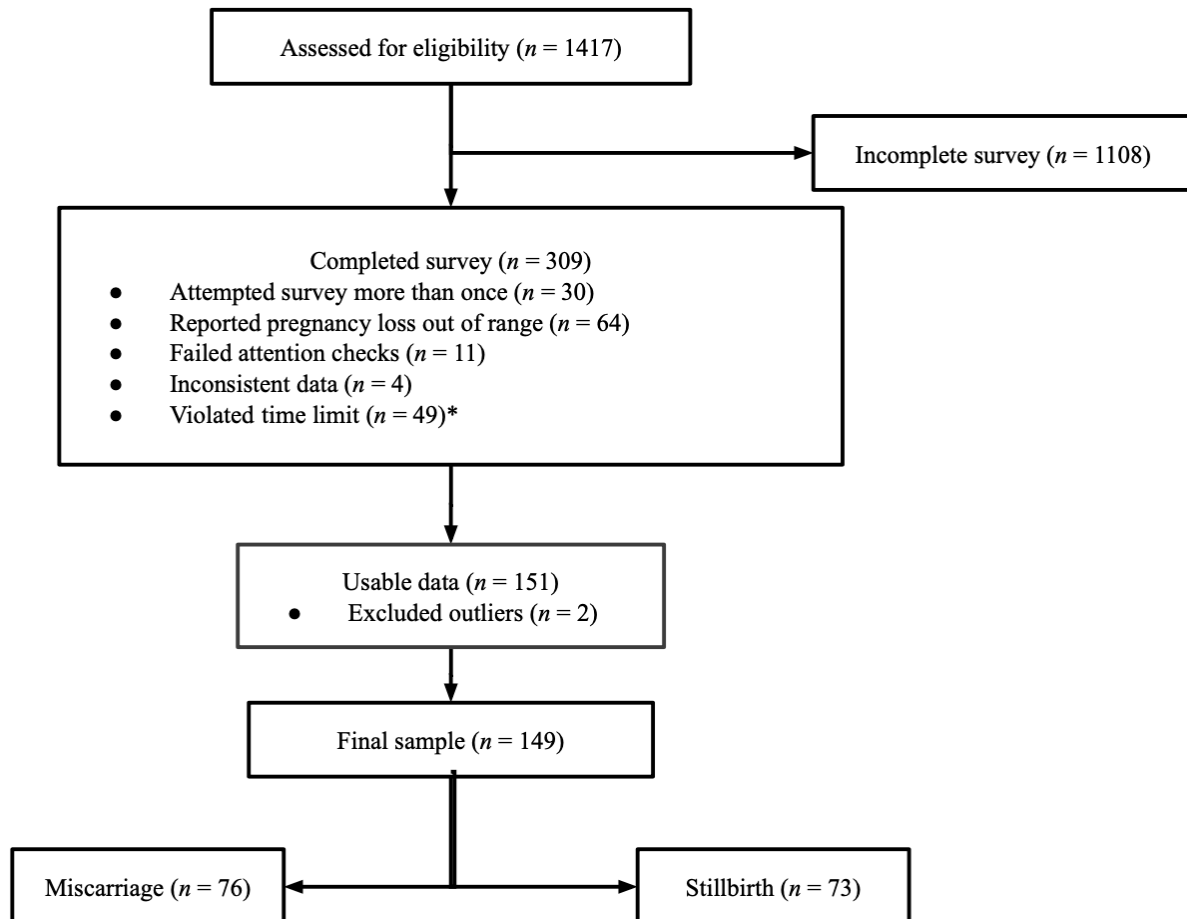 Assessed for eligibility (n = 1417)
Incomplete survey (n = 1108)
Completed survey (n = 309)
● Attempted survey more than once (n = 30)
● Reported pregnancy loss out of range (n = 64)
● Failed attention checks (n = 11)
● Inconsistent data (n = 4)
● Violated time limit (n = 49)*
Usable data (n = 151)
● Excluded outliers (n = 2)
Final sample (n = 149)
Miscarriage (n = 76)
Stillbirth (n = 73)